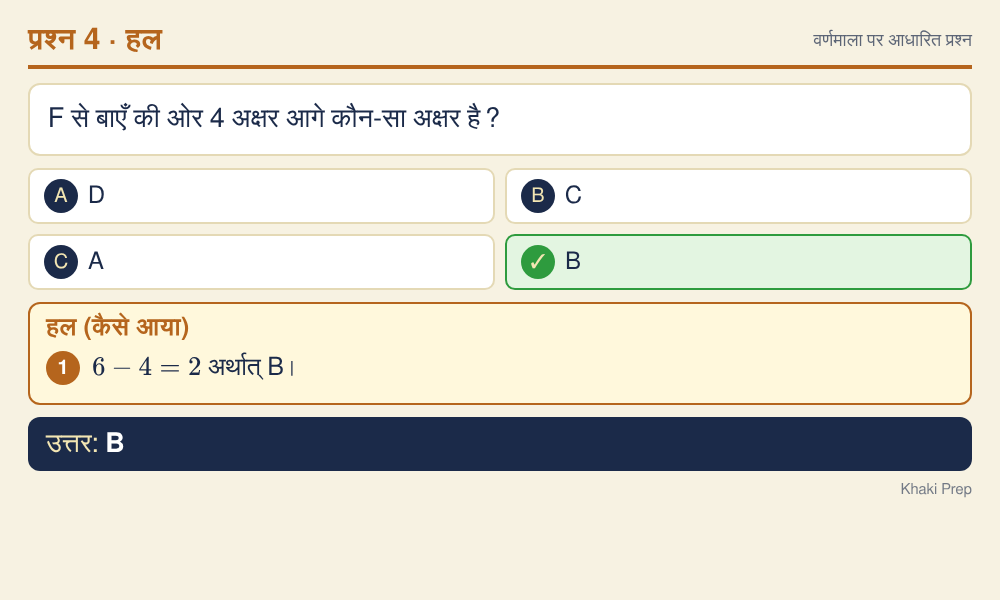 प्रश्न 4 · हल
वर्णमाला पर आधारित प्रश्न
F से बाएँ की ओर 4 अक्षर आगे कौन-सा अक्षर है ?
A D
B C
C A
✓ B
हल (कैसे आया)
1 6 − 4 = 2 अर्थात् B।
उत्तर: B
Khaki Prep